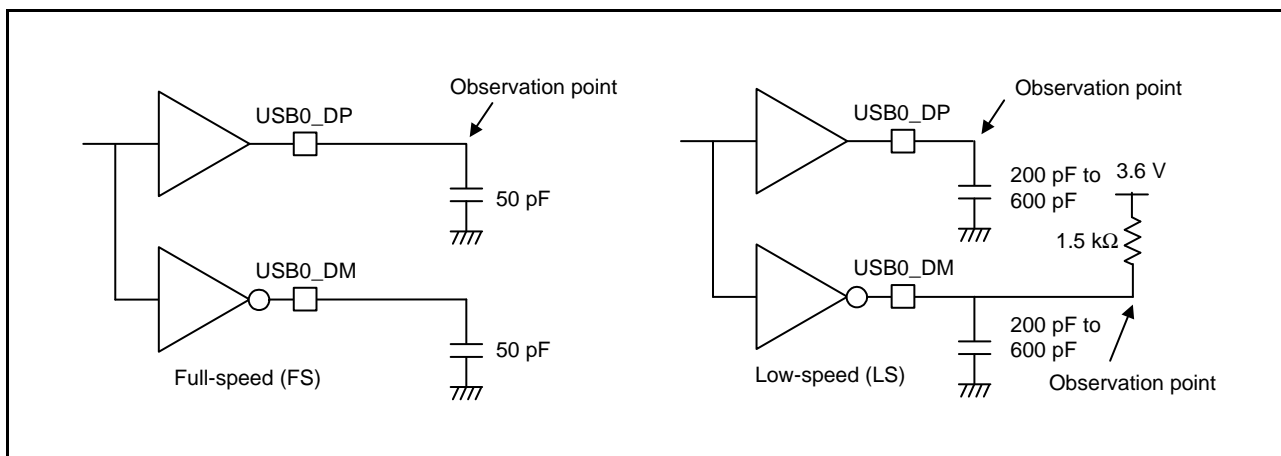 Observation point
USB0_DP
50 pF
USB0_DM
50 pF
Full-speed (FS)
Observation point
USB0_DP
200 pF to
600 pF
3.6 V
1.5 kΩ
USB0_DM
200 pF to
600 pF
Low-speed (LS)
Observation point